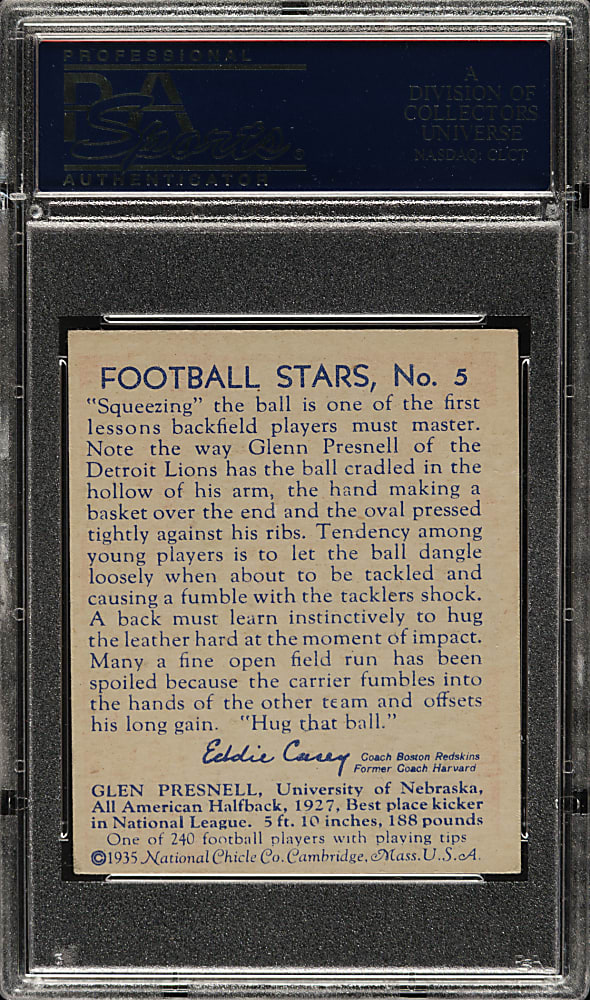 PROFESSIONAL
PSA
Sports
AUTHENTICATOR
A
DIVISION OF
COLLECTORS
UNIVERSE
NASDAQ: CLCT
FOOTBALL STARS, No. 5
"Squeezing" the ball is one of the first
lessons backfield players must master.
Note the way Glenn Presnell of the
Detroit Lions has the ball cradled in the
hollow of his arm, the hand making a
basket over the end and the oval pressed
tightly against his ribs. Tendency among
young players is to let the ball dangle
loosely when about to be tackled and
causing a fumble with the tacklers shock.
A back must learn instinctively to hug
the leather hard at the moment of impact.
Many a fine open field run has been
spoiled because the carrier fumbles into
the hands of the other team and offsets
his long gain. "Hug that ball."
Eddie Casey Coach Boston Redskins
Former Coach Harvard
GLEN PRESNELL, University of Nebraska,
All American Halfback, 1927, Best place kicker
in National League. 5 ft. 10 inches, 188 pounds
One of 240 football players with playing tips
©1935 National Chicle Co. Cambridge, Mass. U.S.A.
PSA